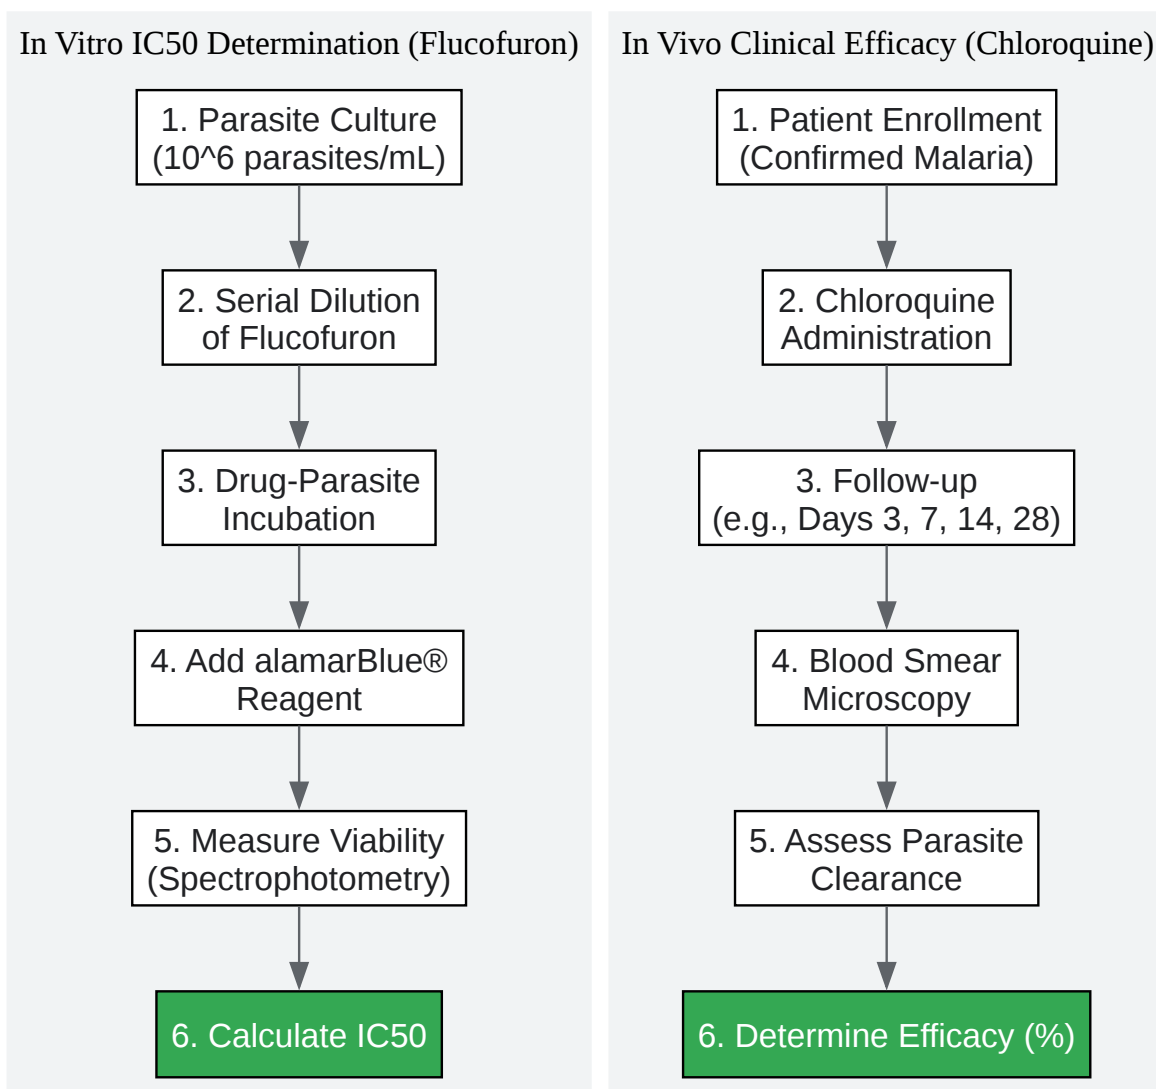 In Vitro IC50 Determination (Flucofuron)
1. Parasite Culture
(10^6 parasites/mL)
2. Serial Dilution
of Flucofuron
3. Drug-Parasite
Incubation
4. Add alamarBlue®
Reagent
5. Measure Viability
(Spectrophotometry)
6. Calculate IC50
In Vivo Clinical Efficacy (Chloroquine)
1. Patient Enrollment
(Confirmed Malaria)
2. Chloroquine
Administration
3. Follow-up
(e.g., Days 3, 7, 14, 28)
4. Blood Smear
Microscopy
5. Assess Parasite
Clearance
6. Determine Efficacy (%)